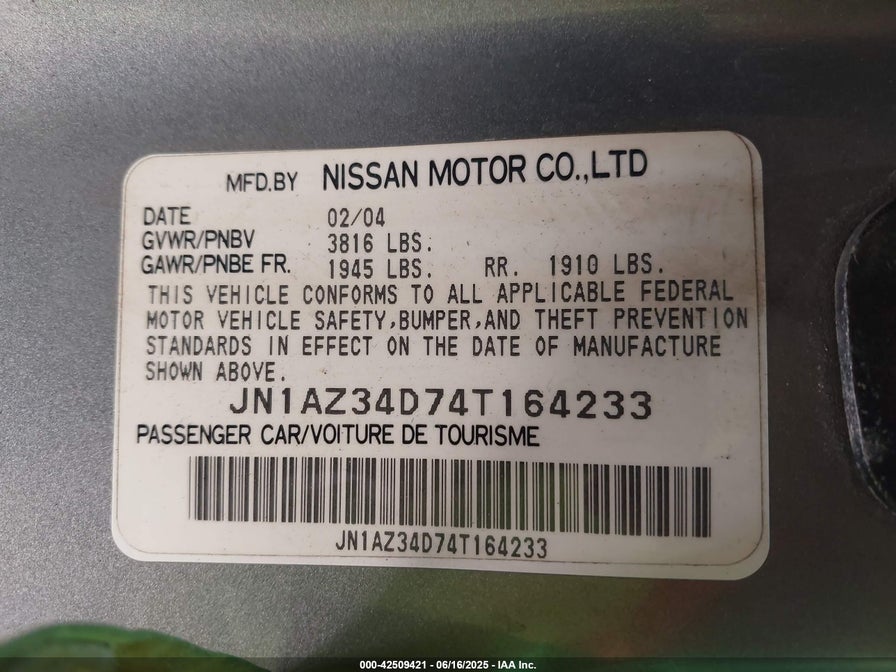 MFD.BY NISSAN MOTOR CO.,LTD
DATE 02/04
GVWR/PNBV 3816 LBS.
GAWR/PNBE FR. 1945 LBS. RR. 1910 LBS.
THIS VEHICLE CONFORMS TO ALL APPLICABLE FEDERAL
MOTOR VEHICLE SAFETY,BUMPER,AND THEFT PREVENTION
STANDARDS IN EFFECT ON THE DATE OF MANUFACTURE
SHOWN ABOVE.
JN1AZ34D74T164233
PASSENGER CAR/VOITURE DE TOURISME
JN1AZ34D74T164233
000-42509421 - 06/16/2025 - IAA Inc.